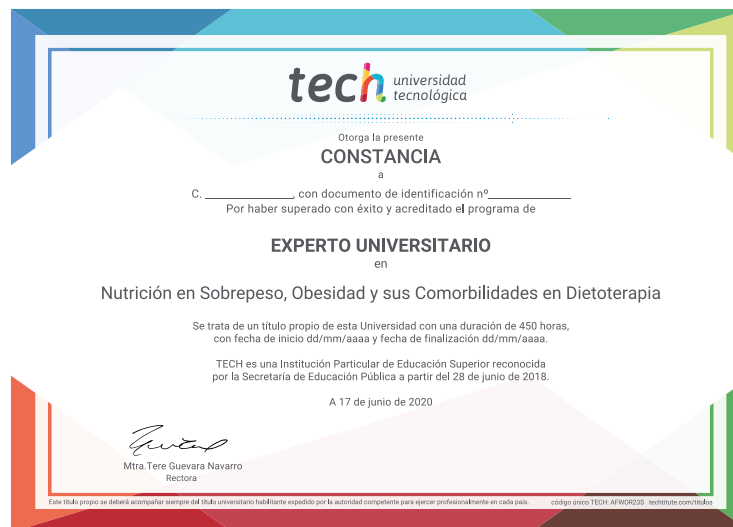 tech universidad
tecnológica
Otorga la presente
CONSTANCIA
a
C. ______________, con documento de identificación nº_____________
Por haber superado con éxito y acreditado el programa de
EXPERTO UNIVERSITARIO
en
Nutrición en Sobrepeso, Obesidad y sus Comorbilidades en Dietoterapia
Se trata de un título propio de esta Universidad con una duración de 450 horas,
con fecha de inicio dd/mm/aaaa y fecha de finalización dd/mm/aaaa.
TECH es una Institución Particular de Educación Superior reconocida
por la Secretaría de Educación Pública a partir del 28 de junio de 2018.
A 17 de junio de 2020
Mtra.Tere Guevara Navarro
Rectora
Este título propio se deberá acompañar siempre del título universitario habilitante expedido por la autoridad competente para ejercer profesionalmente en cada país. código único TECH: AFWOR23S techtitute.com/titulos